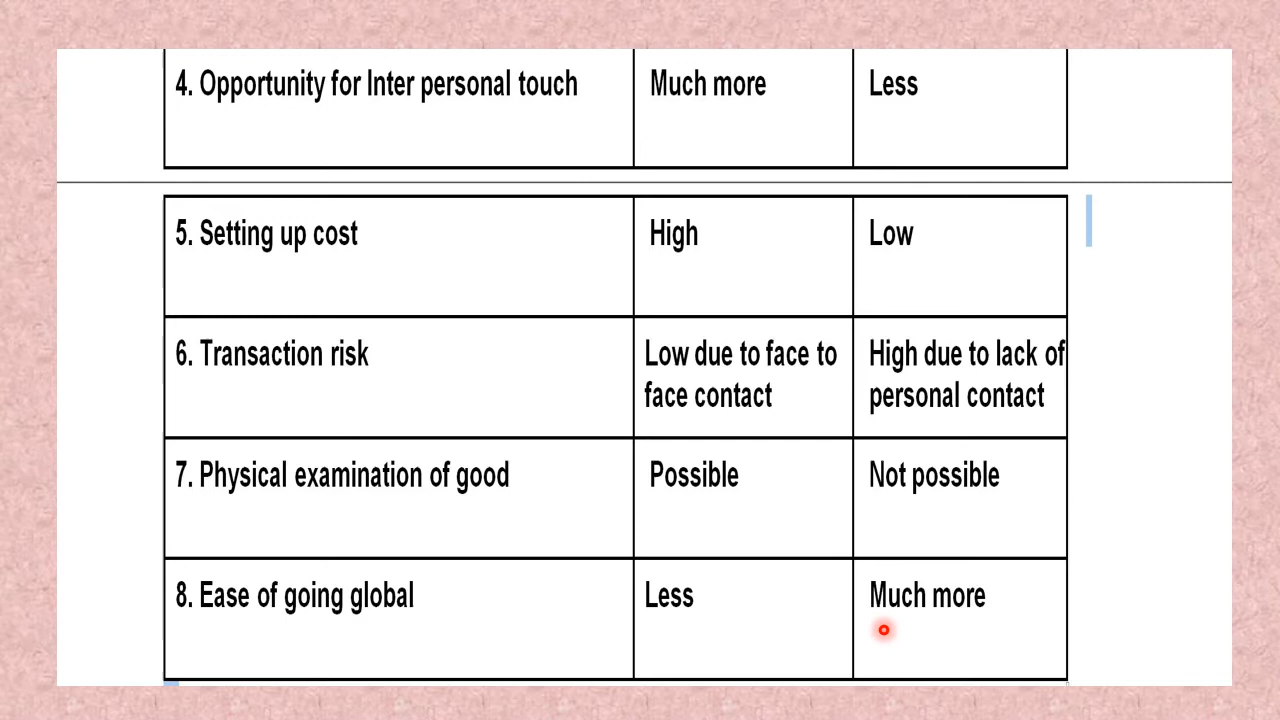 4. Opportunity for Inter personal touch Much more Less
5. Setting up cost High Low
6. Transaction risk Low due to face to High due to lack of
face contact personal contact
7. Physical examination of good Possible Not possible
8. Ease of going global Less Much more